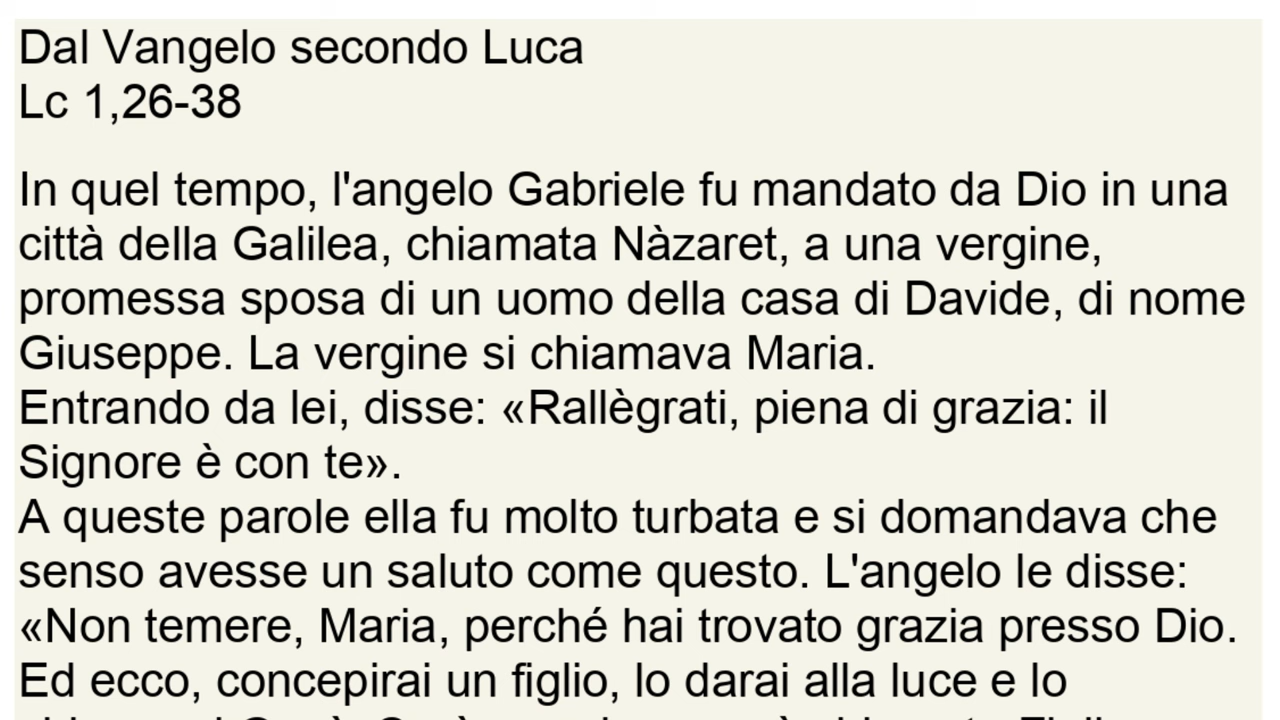 Dal Vangelo secondo Luca
Lc 1,26-38
In quel tempo, l'angelo Gabriele fu mandato da Dio in una
città della Galilea, chiamata Nàzaret, a una vergine,
promessa sposa di un uomo della casa di Davide, di nome
Giuseppe. La vergine si chiamava Maria.
Entrando da lei, disse: «Rallègrati, piena di grazia: il
Signore è con te».
A queste parole ella fu molto turbata e si domandava che
senso avesse un saluto come questo. L'angelo le disse:
«Non temere, Maria, perché hai trovato grazia presso Dio.
Ed ecco, concepirai un figlio, lo darai alla luce e lo